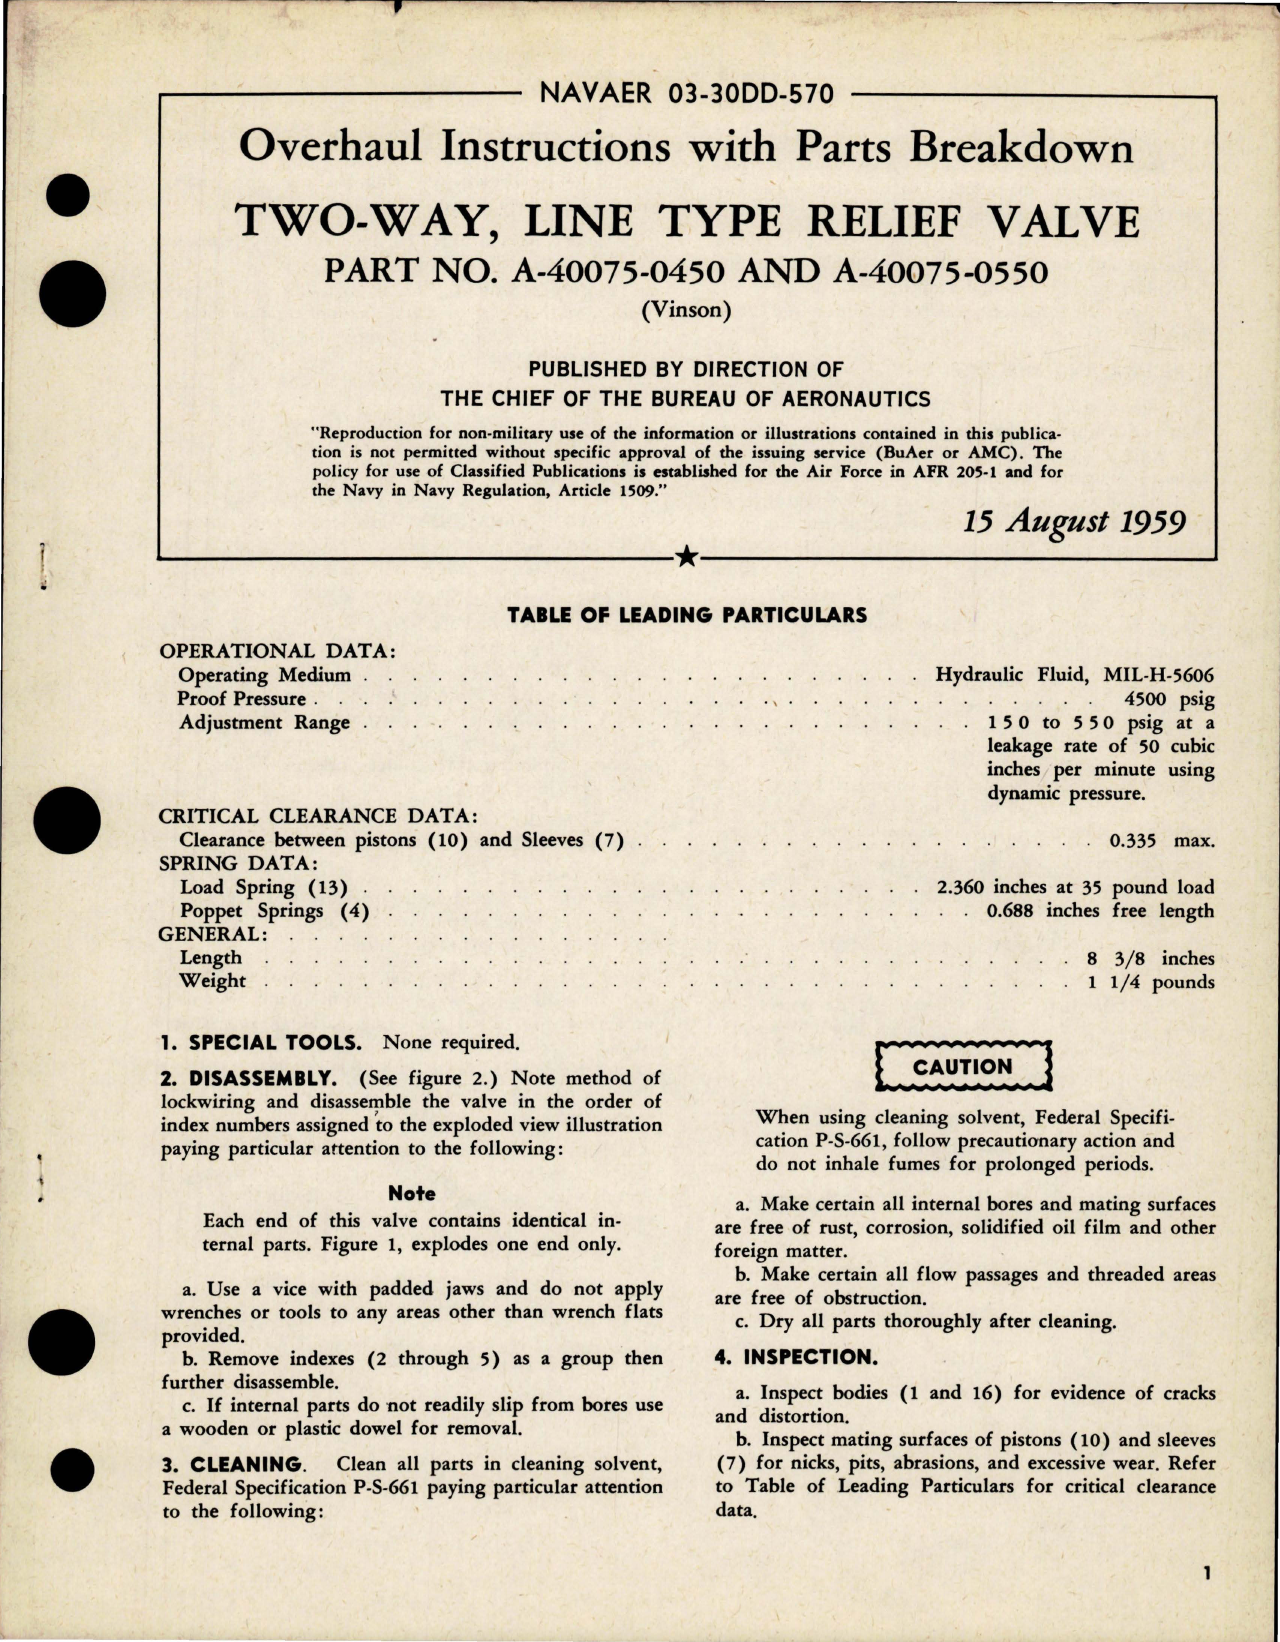 NAVAER 03-30DD-570
Overhaul Instructions with Parts Breakdown
TWO-WAY, LINE TYPE RELIEF VALVE
PART NO. A-40075-0450 AND A-40075-0550
(Vinson)
PUBLISHED BY DIRECTION OF
THE CHIEF OF THE BUREAU OF AERONAUTICS
"Reproduction for non-military use of the information or illustrations contained in this publica-
tion is not permitted without specific approval of the issuing service (BuAer or AMC). The
policy for use of Classified Publications is established for the Air Force in AFR 205-1 and for
the Navy in Navy Regulation, Article 1509."
15 August 1959
TABLE OF LEADING PARTICULARS
OPERATIONAL DATA:
Operating Medium . . . . . . . . . . . . . . . . . . . . . . . Hydraulic Fluid, MIL-H-5606
Proof Pressure . . . . . . . . . . . . . . . . . . . . . . . . . . . . . . . 4500 psig
Adjustment Range . . . . . . . . . . . . . . . . . . . . . . . . . 150 to 550 psig at a
leakage rate of 50 cubic
inches per minute using
dynamic pressure.
CRITICAL CLEARANCE DATA:
Clearance between pistons (10) and Sleeves (7) . . . . . . . . . . . . . . . . . . . 0.335 max.
SPRING DATA:
Load Spring (13) . . . . . . . . . . . . . . . . . . . . . . . 2.360 inches at 35 pound load
Poppet Springs (4) . . . . . . . . . . . . . . . . . . . . . . . . 0.688 inches free length
GENERAL: . . . . . . . . . . . . . . . .
Length . . . . . . . . . . . . . . . . . . . . . . . . . . . . . . . . . 8 3/8 inches
Weight . . . . . . . . . . . . . . . . . . . . . . . . . . . . . . . . . 1 1/4 pounds
1. SPECIAL TOOLS. None required.
2. DISASSEMBLY. (See figure 2.) Note method of
lockwiring and disassemble the valve in the order of
index numbers assigned to the exploded view illustration
paying particular attention to the following:
Note
Each end of this valve contains identical in-
ternal parts. Figure 1, explodes one end only.
a. Use a vice with padded jaws and do not apply
wrenches or tools to any areas other than wrench flats
provided.
b. Remove indexes (2 through 5) as a group then
further disassemble.
c. If internal parts do not readily slip from bores use
a wooden or plastic dowel for removal.
3. CLEANING. Clean all parts in cleaning solvent,
Federal Specification P-S-661 paying particular attention
to the following:
CAUTION
When using cleaning solvent, Federal Specifi-
cation P-S-661, follow precautionary action and
do not inhale fumes for prolonged periods.
a. Make certain all internal bores and mating surfaces
are free of rust, corrosion, solidified oil film and other
foreign matter.
b. Make certain all flow passages and threaded areas
are free of obstruction.
c. Dry all parts thoroughly after cleaning.
4. INSPECTION.
a. Inspect bodies (1 and 16) for evidence of cracks
and distortion.
b. Inspect mating surfaces of pistons (10) and sleeves
(7) for nicks, pits, abrasions, and excessive wear. Refer
to Table of Leading Particulars for critical clearance
data.
1